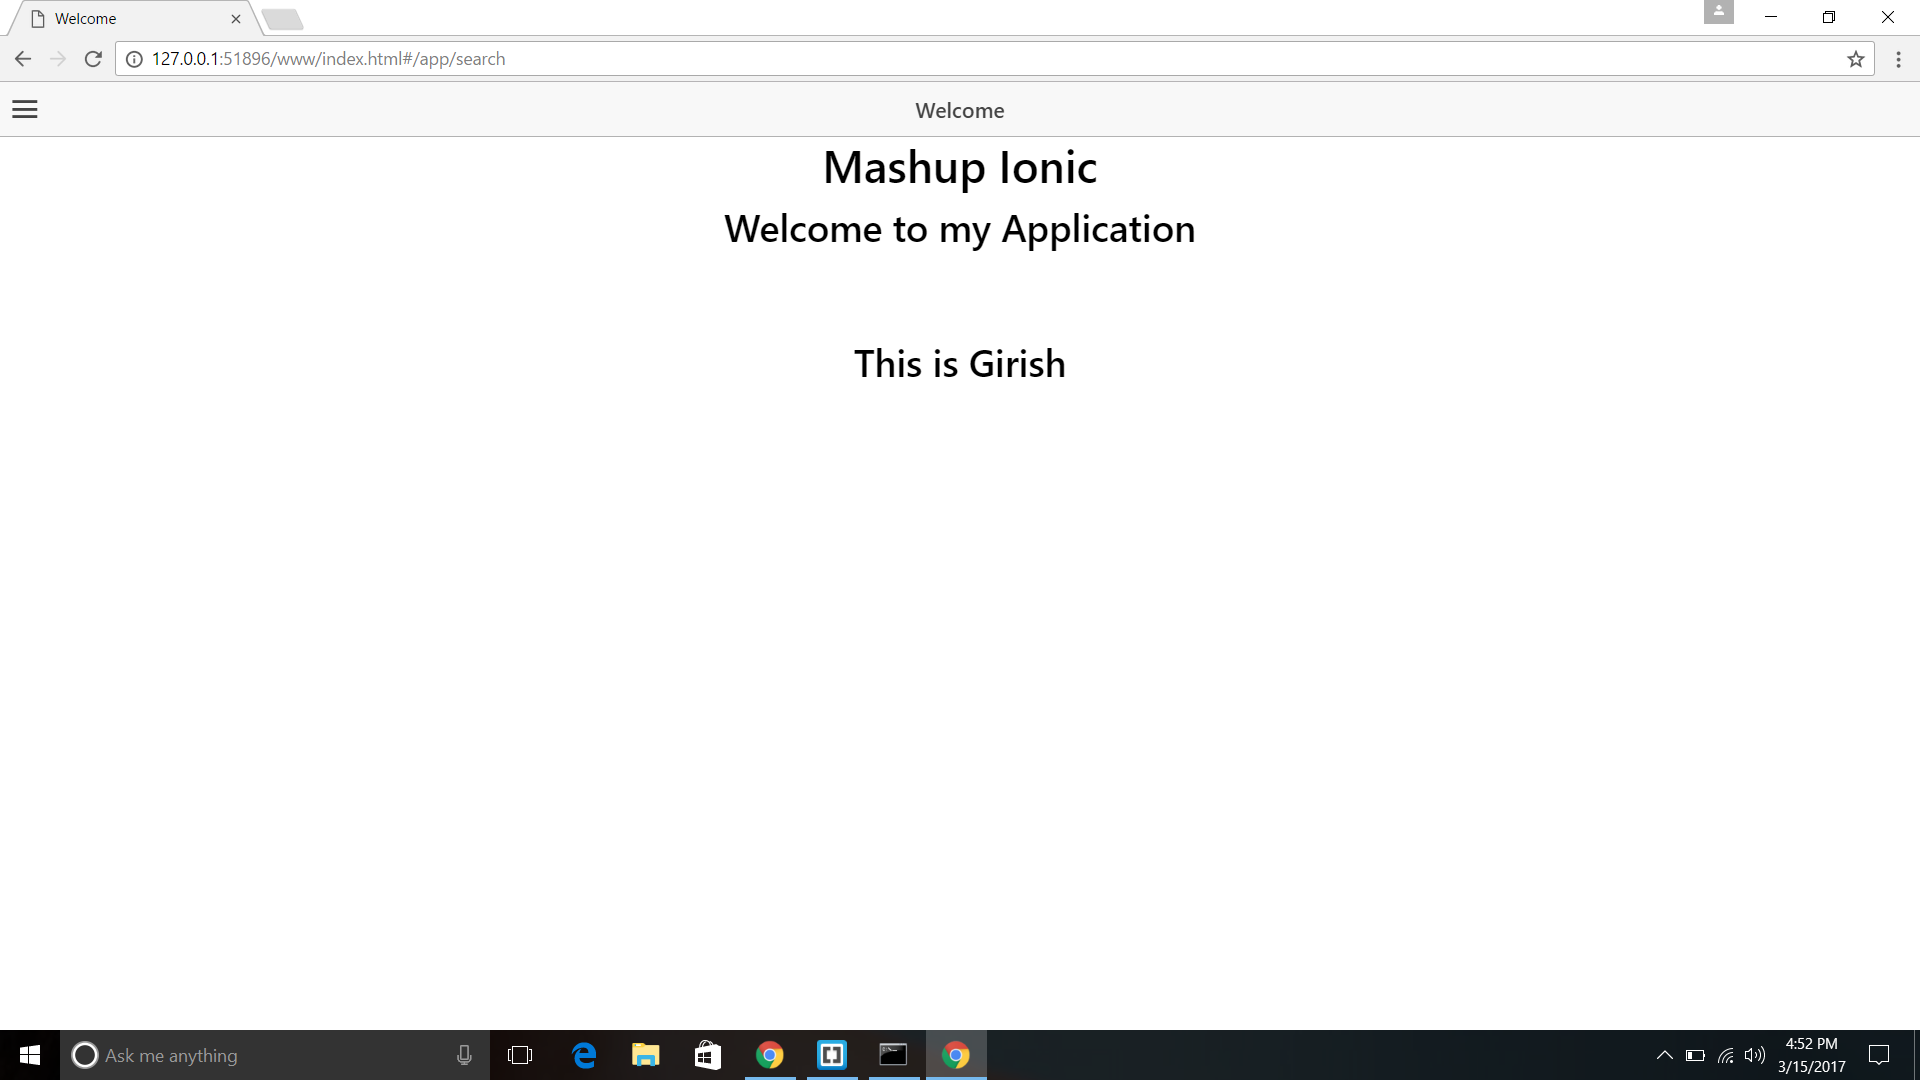 Welcome
127.0.0.1:51896/www/index.html#/app/search
Welcome
Mashup Ionic
Welcome to my Application
This is Girish
Ask me anything
4:52 PM
3/15/2017